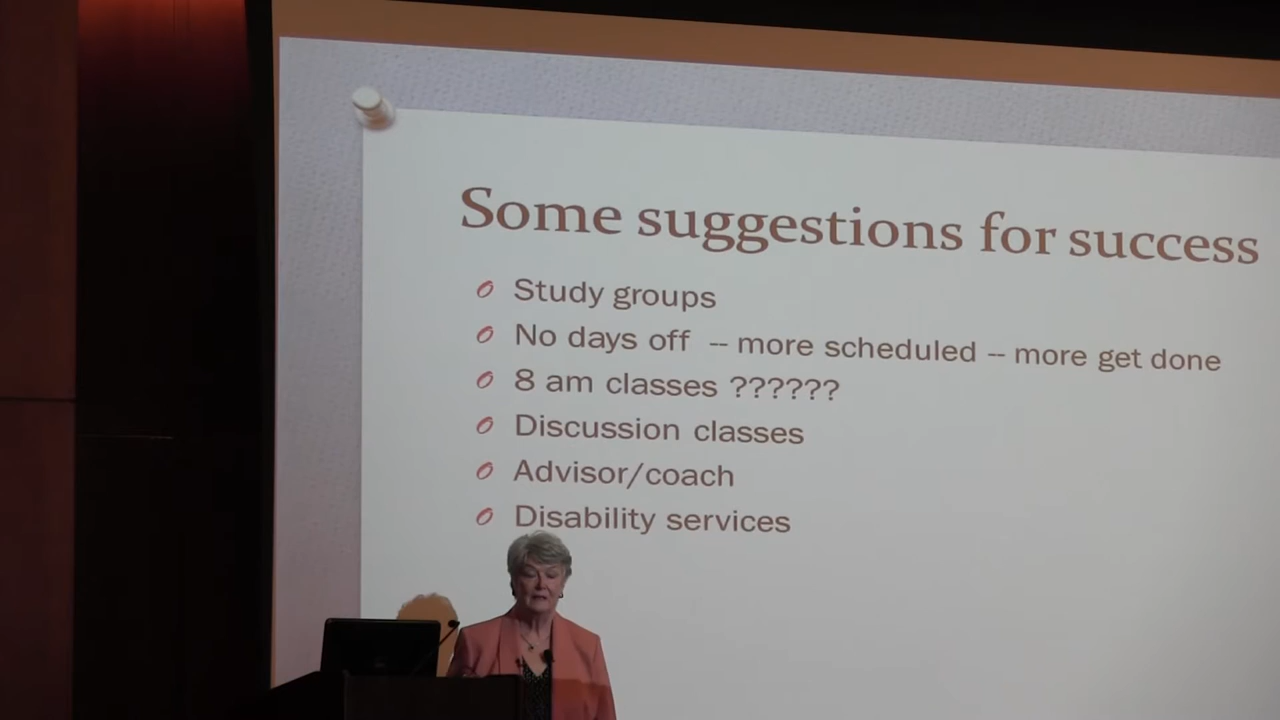 Some suggestions for success
Study groups
No days off -- more scheduled -- more get done
8 am classes ??????
Discussion classes
Advisor/coach
Disability services